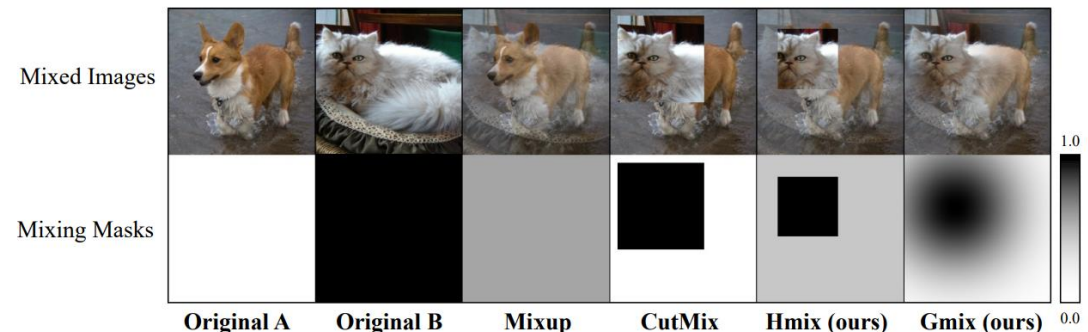 Mixed Images
1.0
Mixing Masks
0.0
Original A Original B Mixup CutMix Hmix (ours) Gmix (ours)